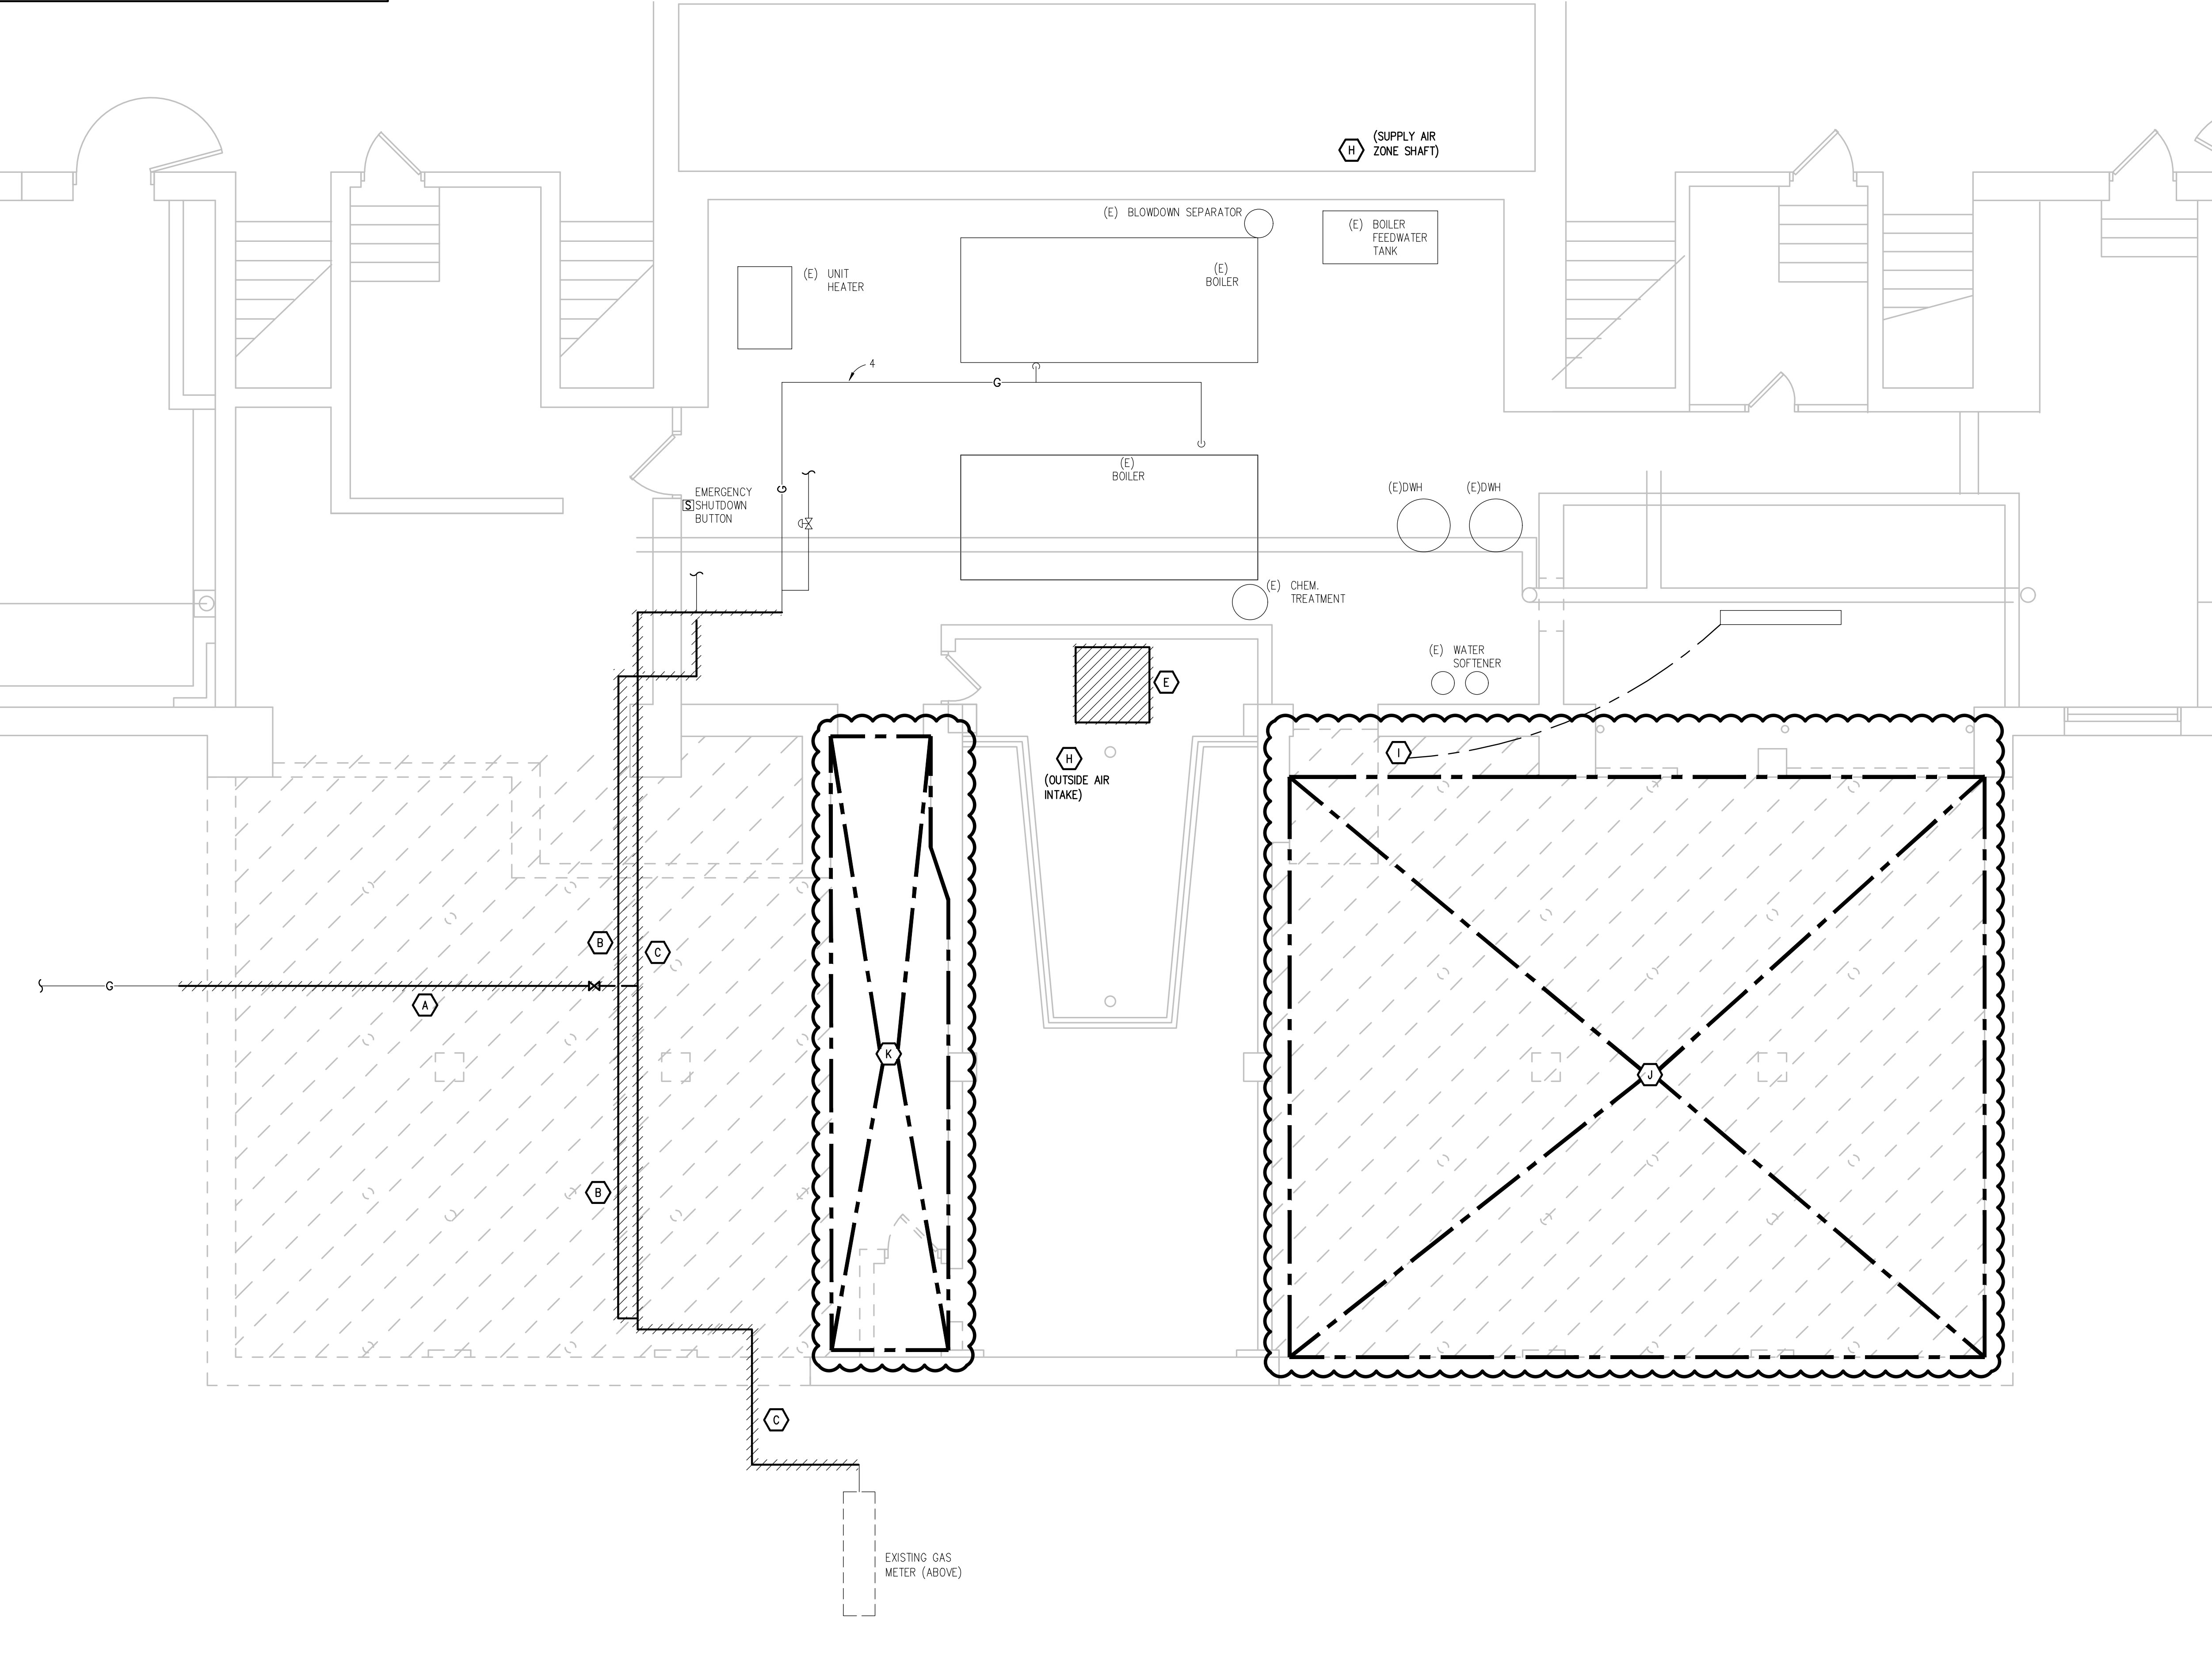 (SUPPLY AIR
H
ZONE SHAFT)
(E) BLOWDOWN SEPARATOR
(E) BOILER
FEEDWATER
TANK
(E) UNIT
HEATER
(E)
BOILER
4
G
(E)
BOILER
G
EMERGENCY
S SHUTDOWN
BUTTON
(E)DWH
(E)DWH
(E) CHEM.
TREATMENT
(E) WATER
SOFTENER
E
I
H
(OUTSIDE AIR
INTAKE)
B
C
G
A
K
J
B
C
EXISTING GAS
METER (ABOVE)